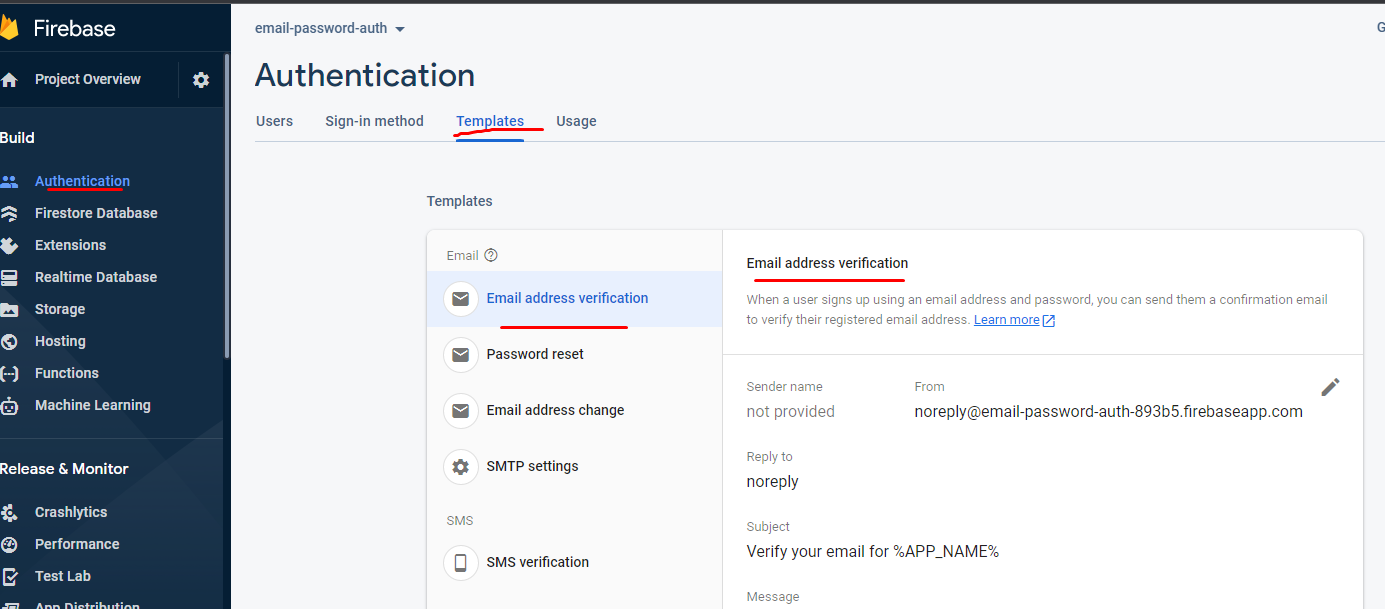 Firebase
Project Overview
Build
Authentication
Firestore Database
Extensions
Realtime Database
Storage
Hosting
Functions
Machine Learning
Release & Monitor
Crashlytics
Performance
Test Lab
App Distribution
email-password-auth
G
Authentication
Users Sign-in method Templates Usage
Templates
Email
Email address verification
Password reset
Email address change
SMTP settings
SMS
SMS verification
Email address verification
When a user signs up using an email address and password, you can send them a confirmation email
to verify their registered email address. Learn more
Sender name From
not provided noreply@email-password-auth-893b5.firebaseapp.com
Reply to
noreply
Subject
Verify your email for %APP_NAME%
Message